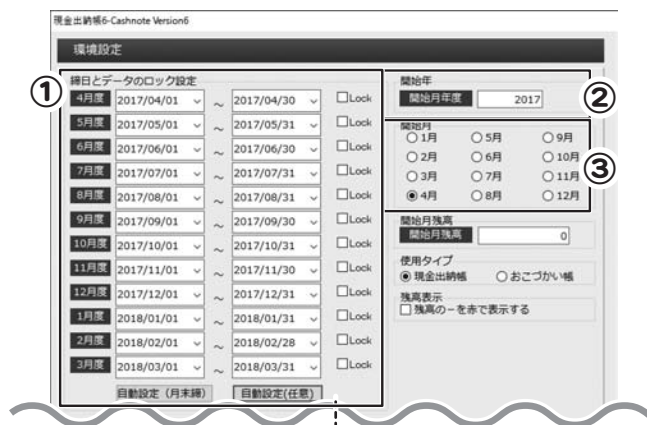 現金出納帳6-Cashnote Version6
環境設定
①
締日とデータのロック設定
4月度 2017/04/01 ～ 2017/04/30 Lock
5月度 2017/05/01 ～ 2017/05/31 Lock
6月度 2017/06/01 ～ 2017/06/30 Lock
7月度 2017/07/01 ～ 2017/07/31 Lock
8月度 2017/08/01 ～ 2017/08/31 Lock
9月度 2017/09/01 ～ 2017/09/30 Lock
10月度 2017/10/01 ～ 2017/10/31 Lock
11月度 2017/11/01 ～ 2017/11/30 Lock
12月度 2017/12/01 ～ 2017/12/31 Lock
1月度 2018/01/01 ～ 2018/01/31 Lock
2月度 2018/02/01 ～ 2018/02/28 Lock
3月度 2018/03/01 ～ 2018/03/31 Lock
自動設定（月末締） 自動設定(任意)
開始年
開始月年度 2017
②
開始月
1月 5月 9月
2月 6月 10月
3月 7月 11月
4月 8月 12月
③
開始月残高
開始月残高 0
使用タイプ
現金出納帳 おこづかい帳
残高表示
残高の－を赤で表示する